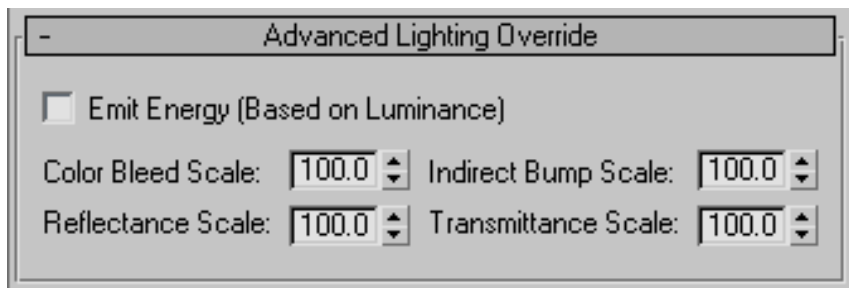 - Advanced Lighting Override
Emit Energy (Based on Luminance)
Color Bleed Scale: 100.0 Indirect Bump Scale: 100.0
Reflectance Scale: 100.0 Transmittance Scale: 100.0